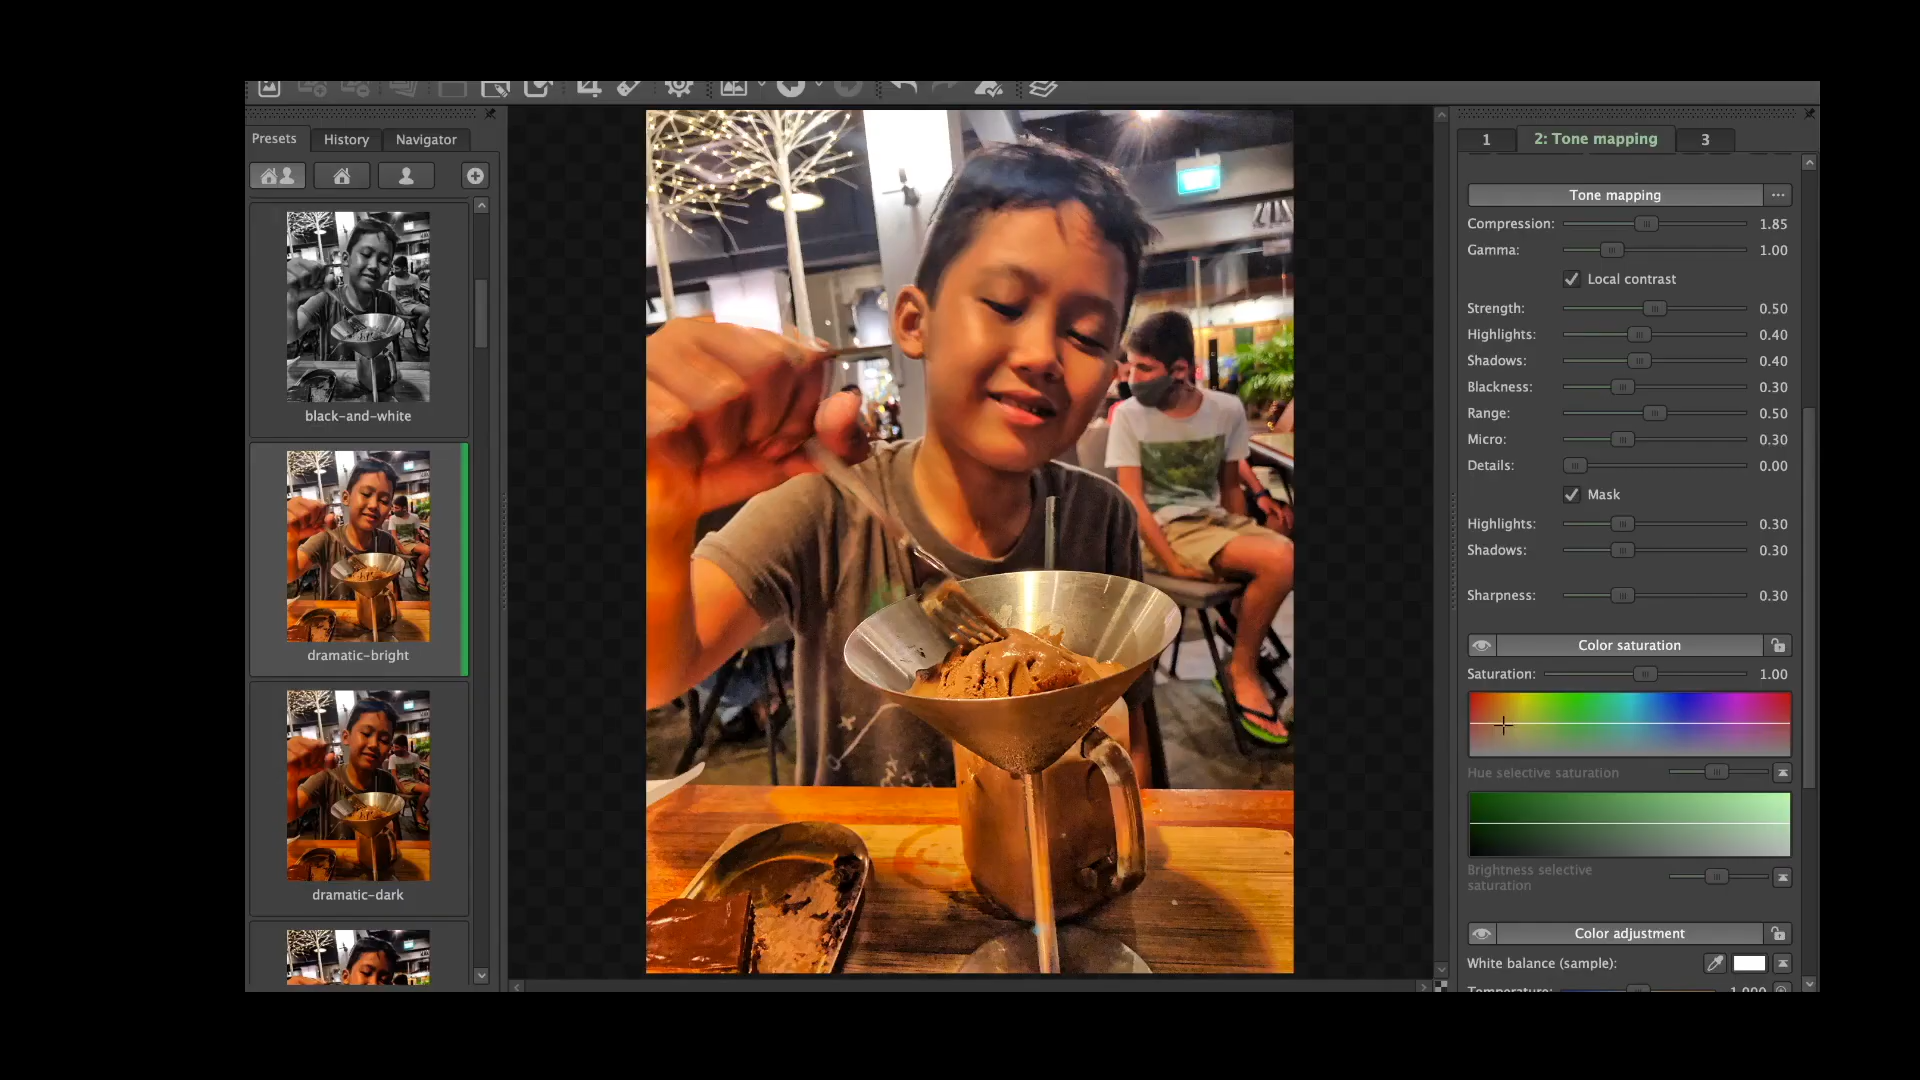 Presets
History
Navigator
black-and-white
dramatic-bright
dramatic-dark
1
2: Tone mapping
3
Tone mapping
Compression: 1.85
Gamma: 1.00
Local contrast
Strength: 0.50
Highlights: 0.40
Shadows: 0.40
Blackness: 0.30
Range: 0.50
Micro: 0.30
Details: 0.00
Mask
Highlights: 0.30
Shadows: 0.30
Sharpness: 0.30
Color saturation
Saturation: 1.00
Hue selective saturation
Brightness selective
saturation
Color adjustment
White balance (sample):
Temperature: 1.000